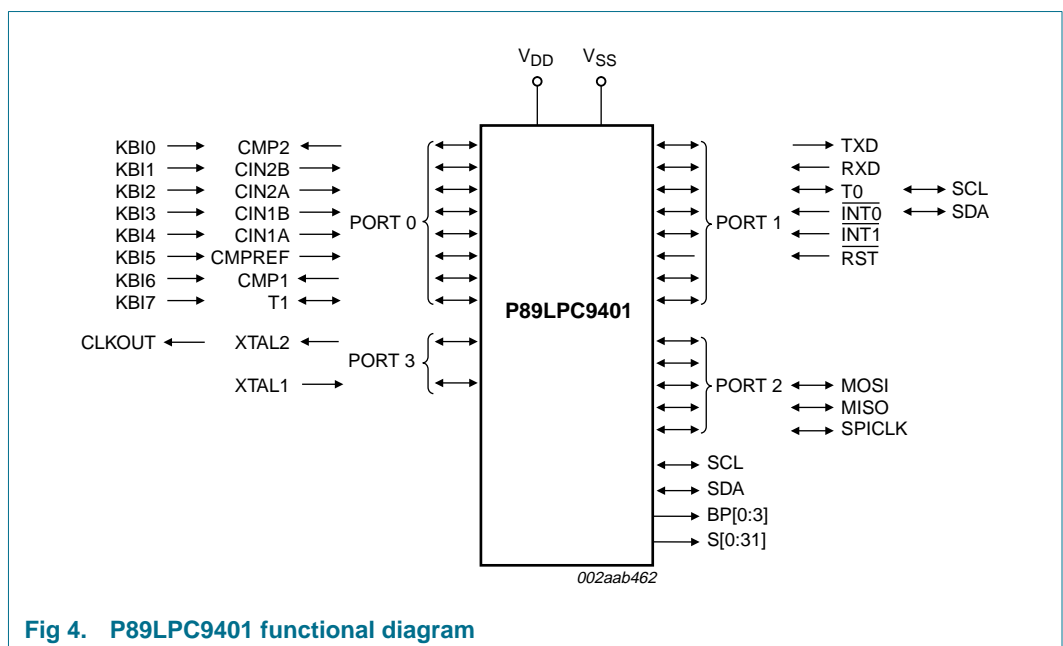 VDD VSS
KBI0 CMP2 TXD
KBI1 CIN2B RXD
KBI2 CIN2A T0 SCL
KBI3 CIN1B INT0 SDA
PORT 0 PORT 1
KBI4 CIN1A INT1
KBI5 CMPREF RST
KBI6 CMP1
KBI7 T1
P89LPC9401
CLKOUT XTAL2
PORT 3
XTAL1 PORT 2 MOSI
MISO
SPICLK
SCL
SDA
BP[0:3]
S[0:31]
002aab462
Fig 4. P89LPC9401 functional diagram